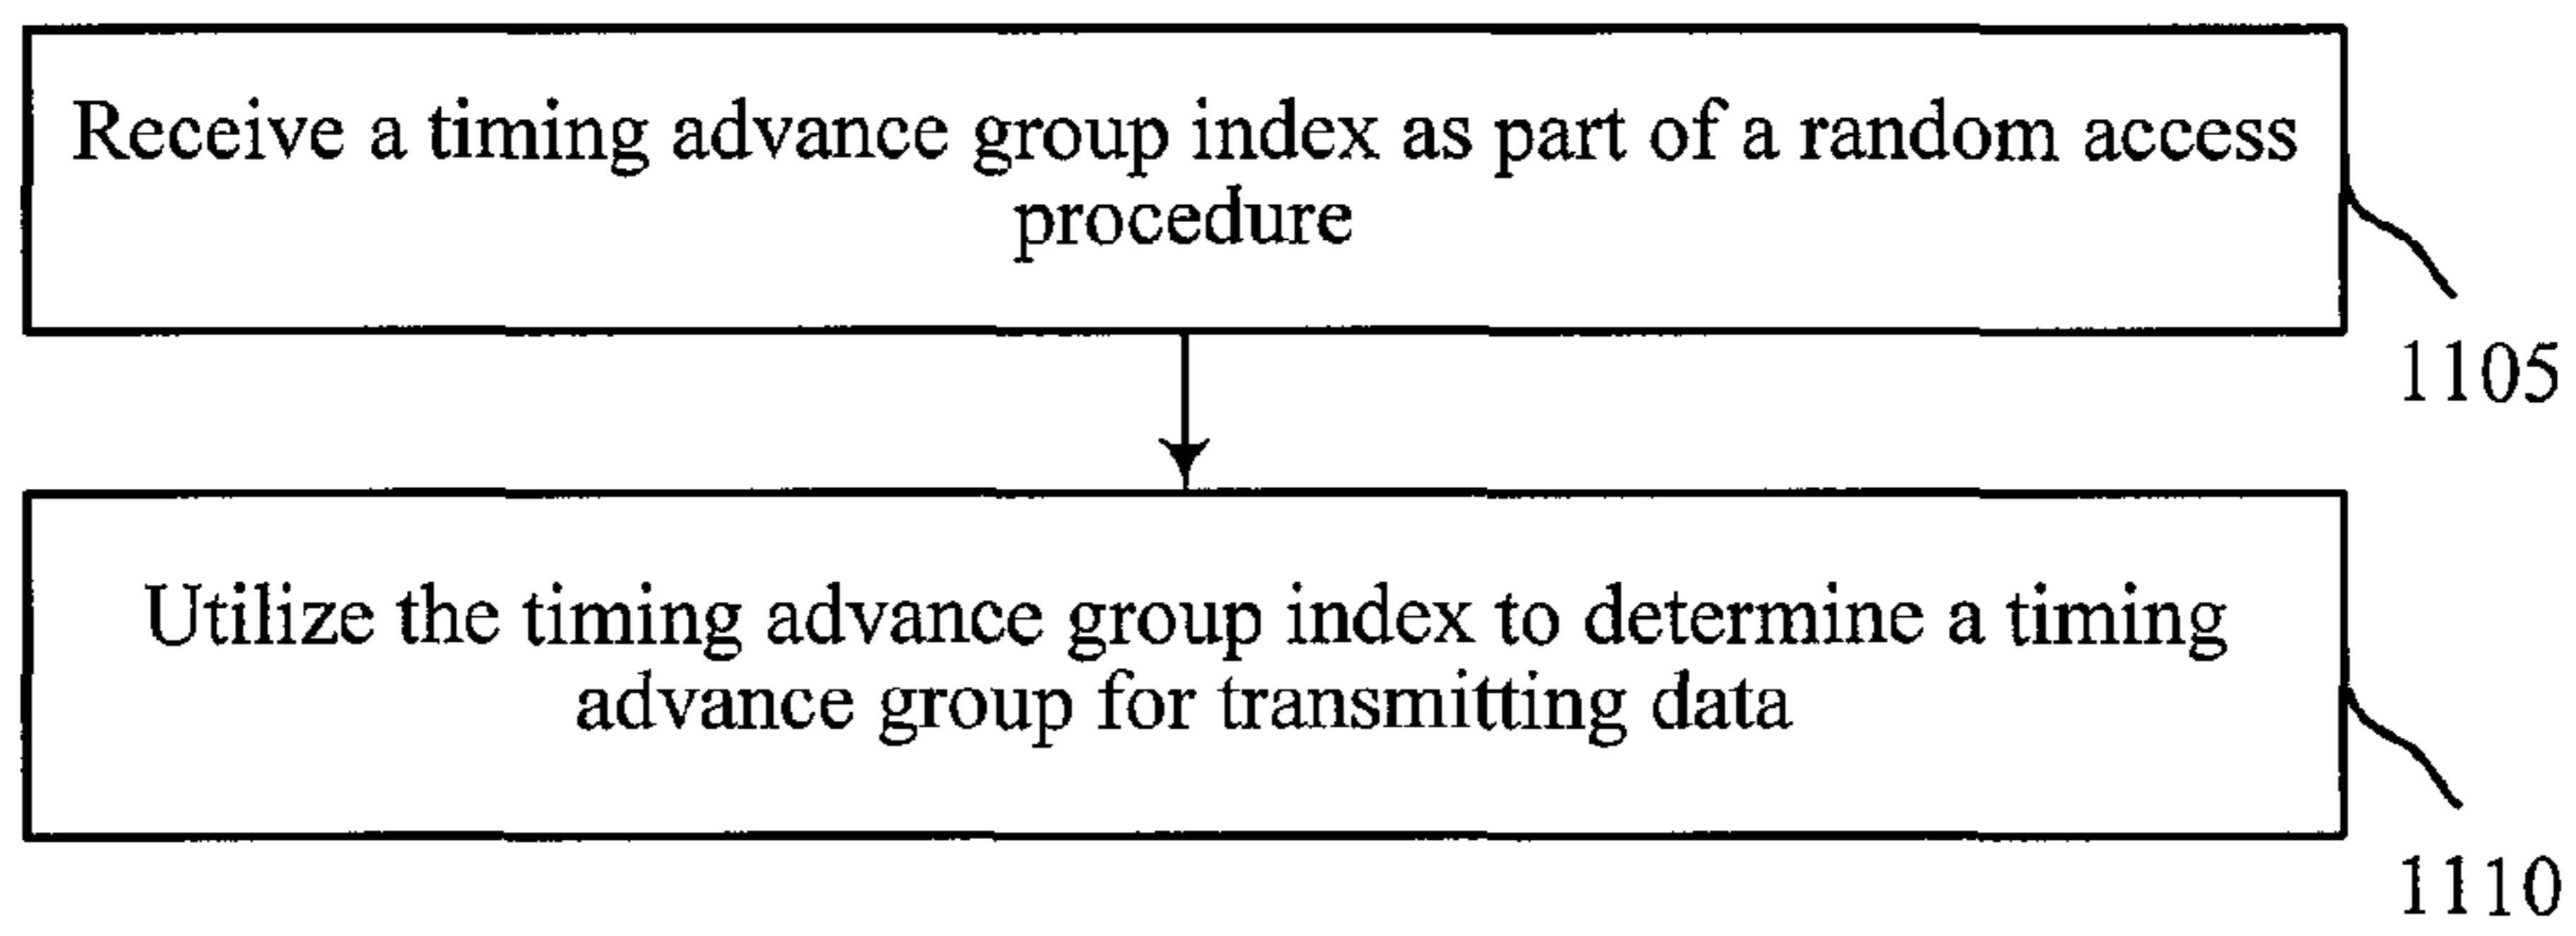 Receive a timing advance group index as part of a random access
procedure
1105
Utilize the timing advance group index to determine a timing
advance group for transmitting data
1110